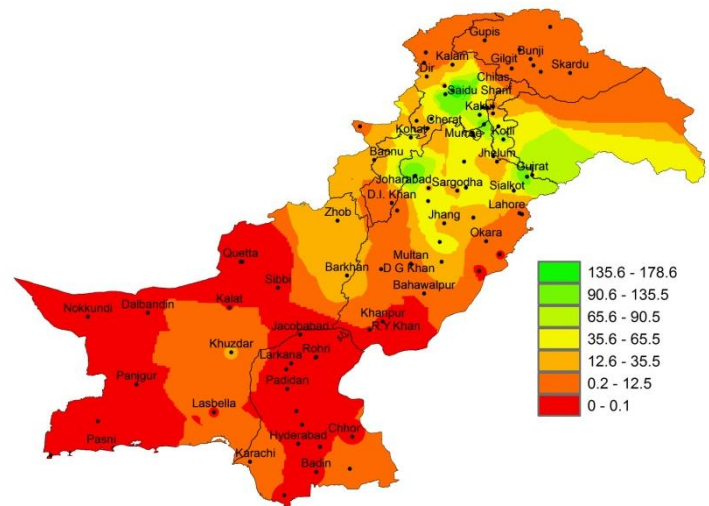 Gupis
Bunji
Kalam
Gilgit
Skardu
Dir
Chilas
Saidu Sharif
Kakul
Cherat
Kohat
Murree
Kotli
Bannu
Jhelum
Gujrat
Joharabad
Sargodha
Sialkot
D.I. Khan
Lahore
Zhob
Jhang
Okara
Quetta
Multan
Barkhan
D G Khan
Sibbi
Bahawalpur
Kalat
Dalbandin
Nokkundi
Khanpur
R.Y.Khan
Jacobabad
Khuzdar
Rohri
Larkana
Panjgur
Padidan
Lasbella
Pasni
Hyderabad
Chhor
Karachi
Badin
135.6 - 178.6
90.6 - 135.5
65.6 - 90.5
35.6 - 65.5
12.6 - 35.5
0.2 - 12.5
0 - 0.1